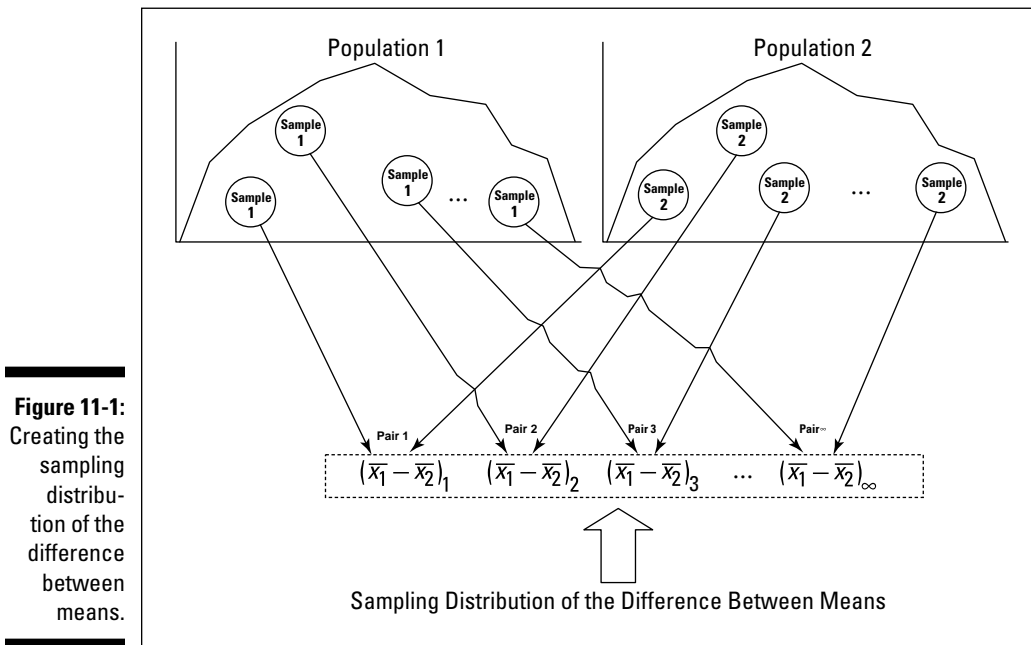 Population 1
Population 2
Sample
1
Sample
2
Sample
1
Sample
1
Sample
1
...
Sample
2
Sample
2
...
Sample
2
Figure 11-1:
Creating the
sampling
distribu-
tion of the
difference
between
means.
Pair 1
Pair 2
Pair 3
Pair∞
(x̅₁ − x̅₂)₁
(x̅₁ − x̅₂)₂
(x̅₁ − x̅₂)₃
...
(x̅₁ − x̅₂)∞
Sampling Distribution of the Difference Between Means